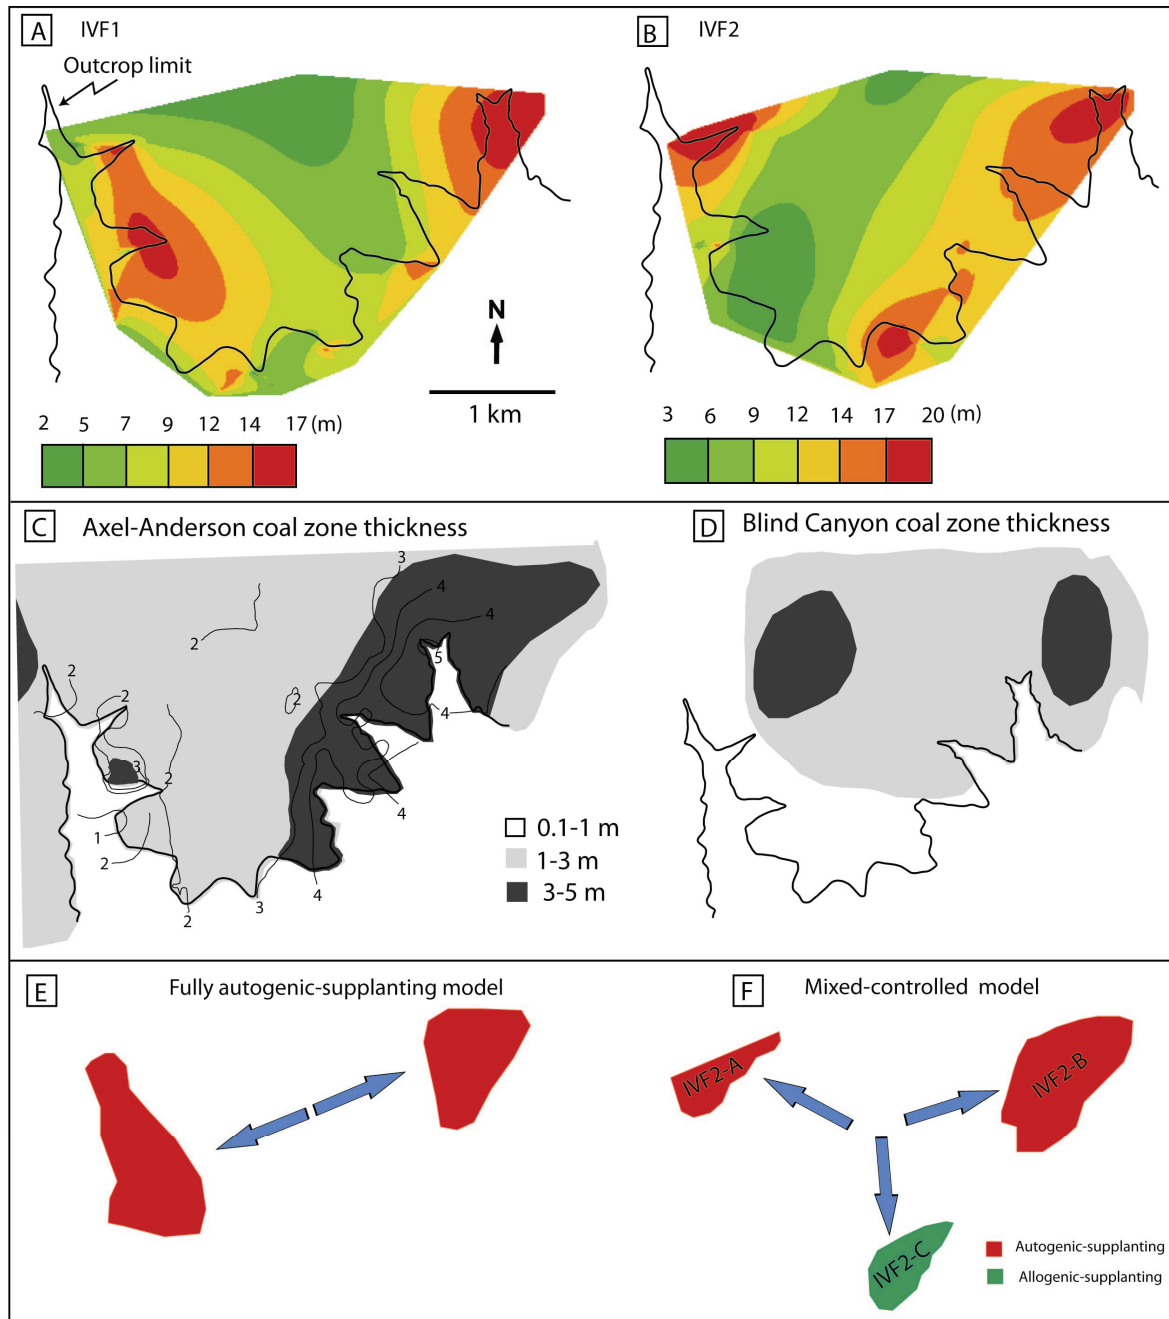 A IVF1
Outcrop limit
B IVF2
N
1 km
2 5 7 9 12 14 17 (m)
3 6 9 12 14 17 20 (m)
C Axel-Anderson coal zone thickness
3
4
4
2
5
2
2
2
4
3
2
4
1
2
2
3
4
0.1-1 m
1-3 m
3-5 m
D Blind Canyon coal zone thickness
E Fully autogenic-supplanting model
F Mixed-controlled model
IVF2-A
IVF2-B
IVF2-C
Autogenic-supplanting
Allogenic-supplanting